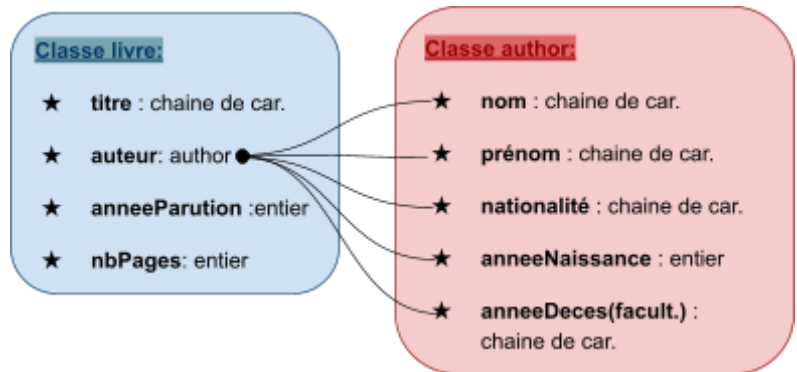 Classe livre:
★ titre : chaine de car.
★ auteur: author
★ anneeParution :entier
★ nbPages: entier
Classe author:
★ nom : chaine de car.
★ prénom : chaine de car.
★ nationalité : chaine de car.
★ anneeNaissance : entier
★ anneeDeces(facult.) :
chaine de car.